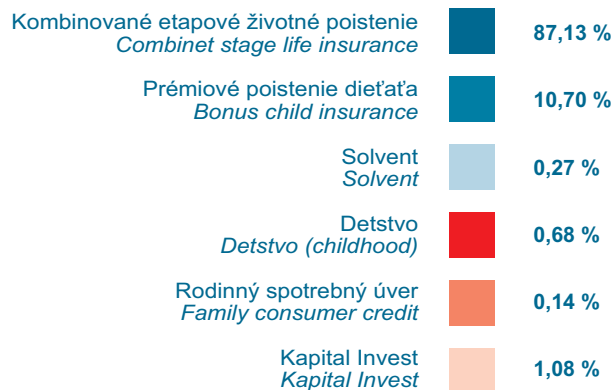 Kombinované etapové životné poistenie
Combinet stage life insurance
87,13 %
Prémiové poistenie dieťaťa
Bonus child insurance
10,70 %
Solvent
Solvent
0,27 %
Detstvo
Detstvo (childhood)
0,68 %
Rodinný spotrebný úver
Family consumer credit
0,14 %
Kapital Invest
Kapital Invest
1,08 %